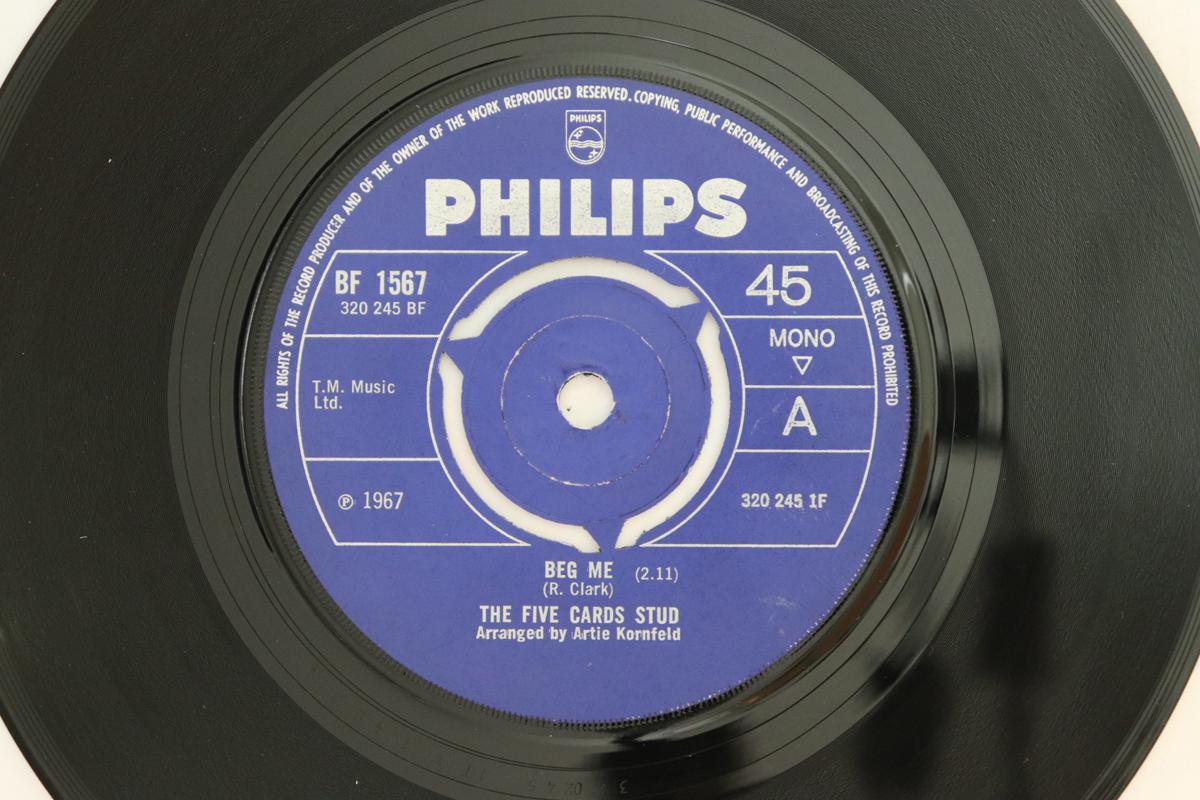 ALL RIGHTS OF THE RECORD PRODUCER AND OF THE OWNER OF THE WORK REPRODUCED RESERVED. COPYING, PUBLIC PERFORMANCE AND BROADCASTING OF THIS RECORD PROHIBITED
PHILIPS
PHILIPS
BF 1567
320 245 BF
45
MONO
T.M. Music
Ltd.
A
℗ 1967
320 245 1F
BEG ME (2.11)
(R. Clark)
THE FIVE CARDS STUD
Arranged by Artie Kornfeld